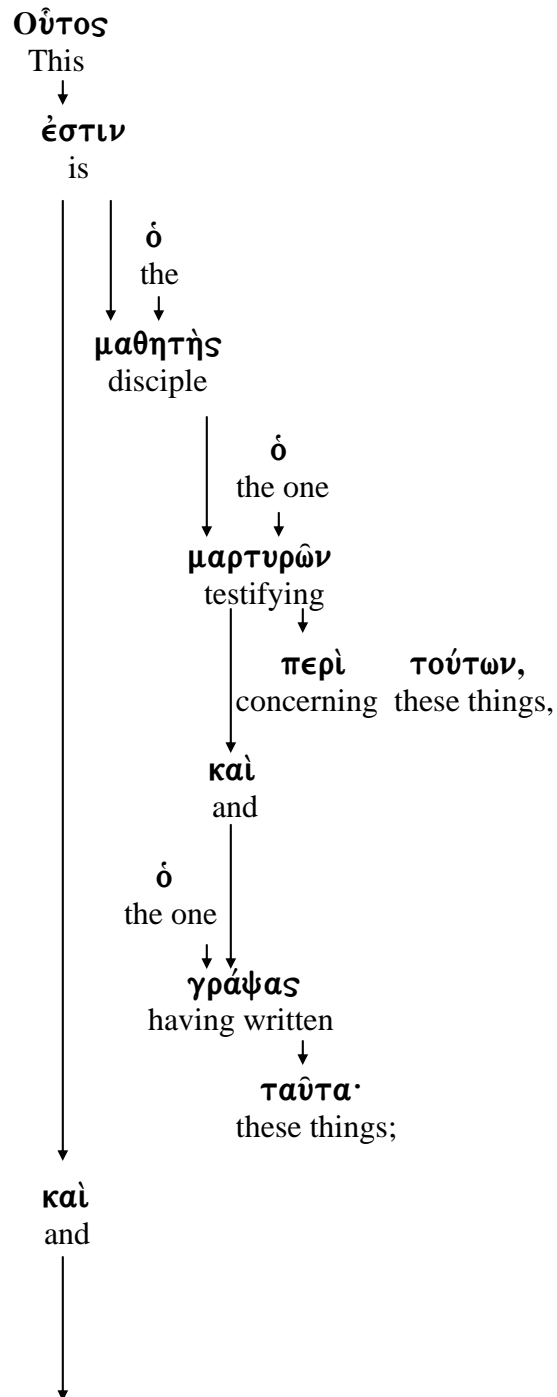 Οὗτος
This
ἐστιν
is
ὁ
the
μαθητὴς
disciple
ὁ
the one
μαρτυρῶν
testifying
περὶ τούτων,
concerning these things,
καὶ
and
ὁ
the one
γράψας
having written
ταῦτα·
these things;
καὶ
and